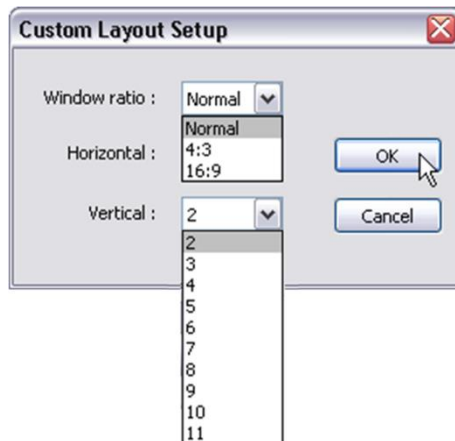 Custom Layout Setup
Window ratio : Normal
Normal
Horizontal : 4:3
16:9
OK
Vertical : 2
Cancel
2
3
4
5
6
7
8
9
10
11